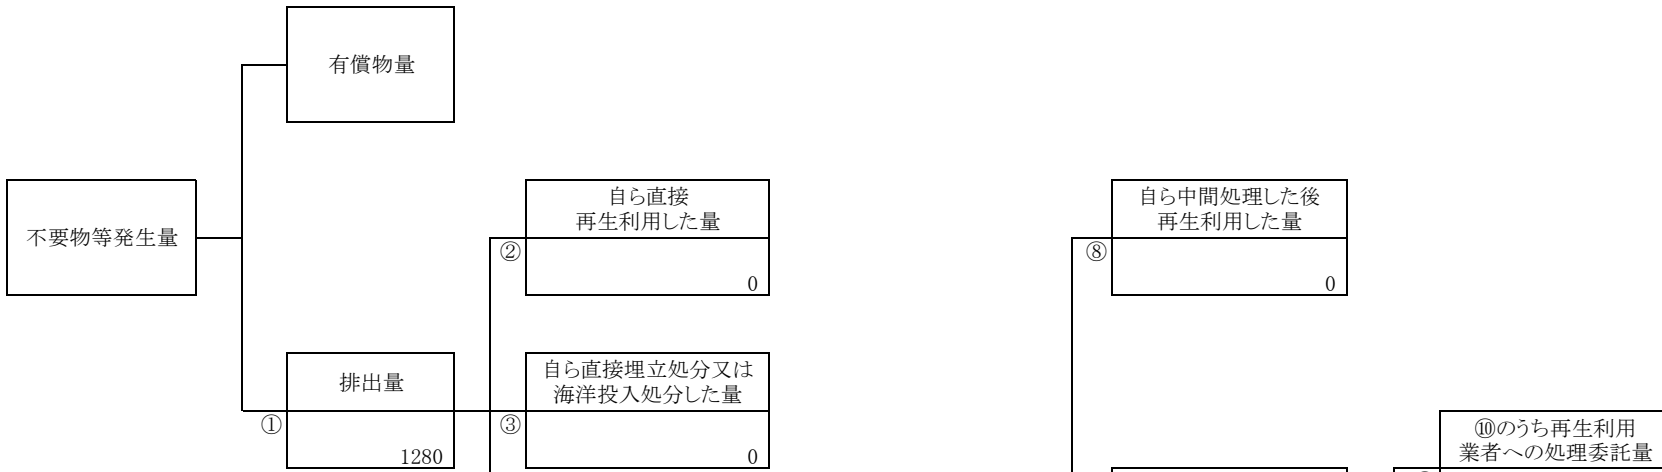 有償物量
不要物等発生量
自ら直接
再生利用した量
②
0
自ら中間処理した後
再生利用した量
⑧
0
排出量
①
1280
自ら直接埋立処分又は
海洋投入処分した量
③
0
⑩のうち再生利用
業者への処理委託量